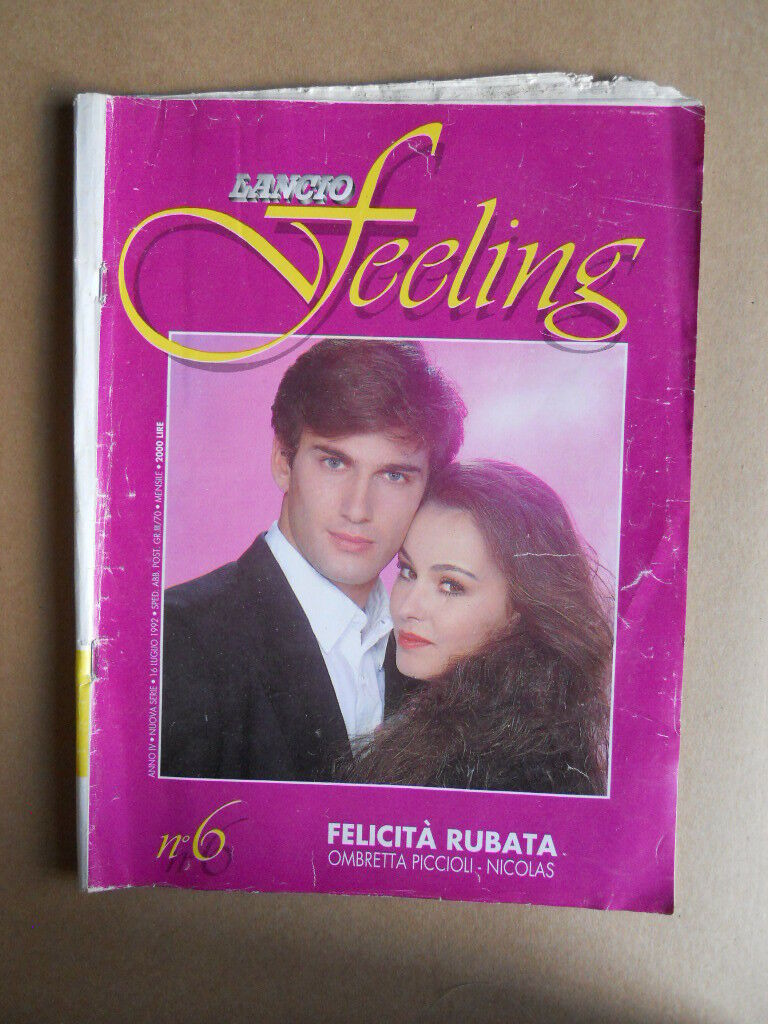 LANCIO
feeling
ANNO IV • NUOVA SERIE • 16 LUGLIO 1992 • SPED. ABB. POST. GR.III/70 • MENSILE • 2000 LIRE
n°6
FELICITÀ RUBATA
OMBRETTA PICCIOLI - NICOLAS